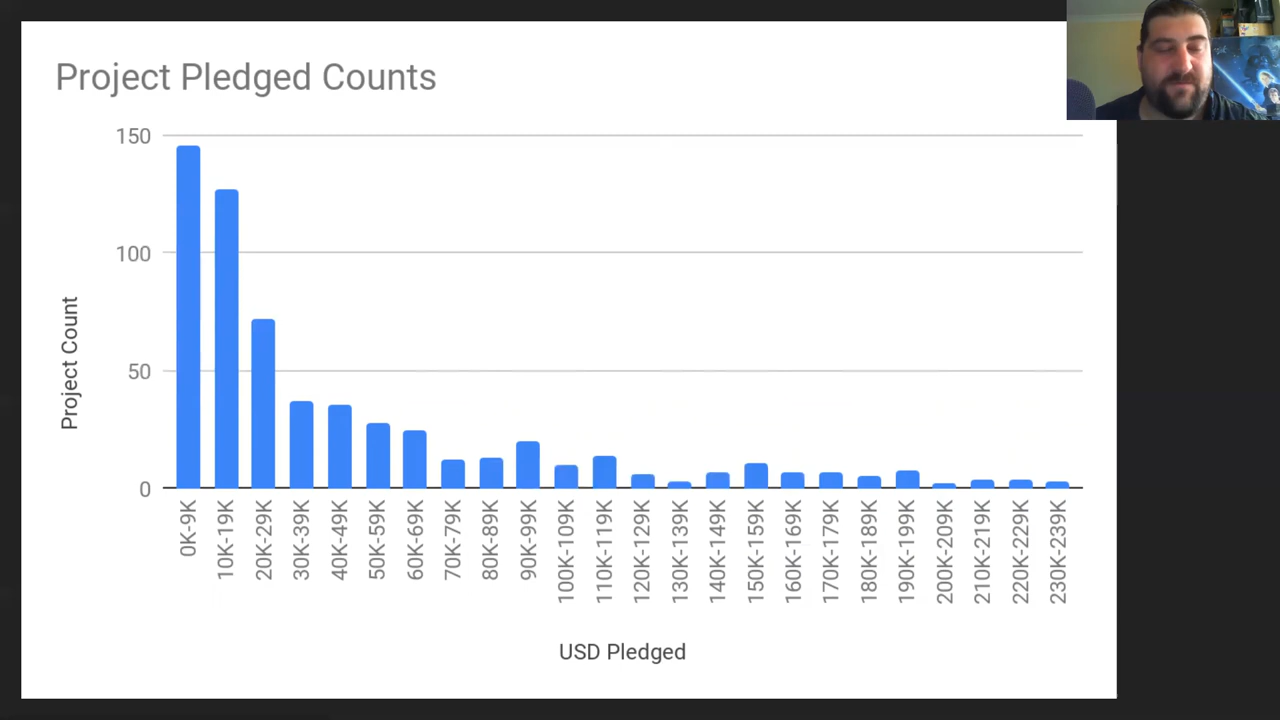 Project Pledged Counts
150
100
50
0
Project Count
0K-9K
10K-19K
20K-29K
30K-39K
40K-49K
50K-59K
60K-69K
70K-79K
80K-89K
90K-99K
100K-109K
110K-119K
120K-129K
130K-139K
140K-149K
150K-159K
160K-169K
170K-179K
180K-189K
190K-199K
200K-209K
210K-219K
220K-229K
230K-239K
USD Pledged